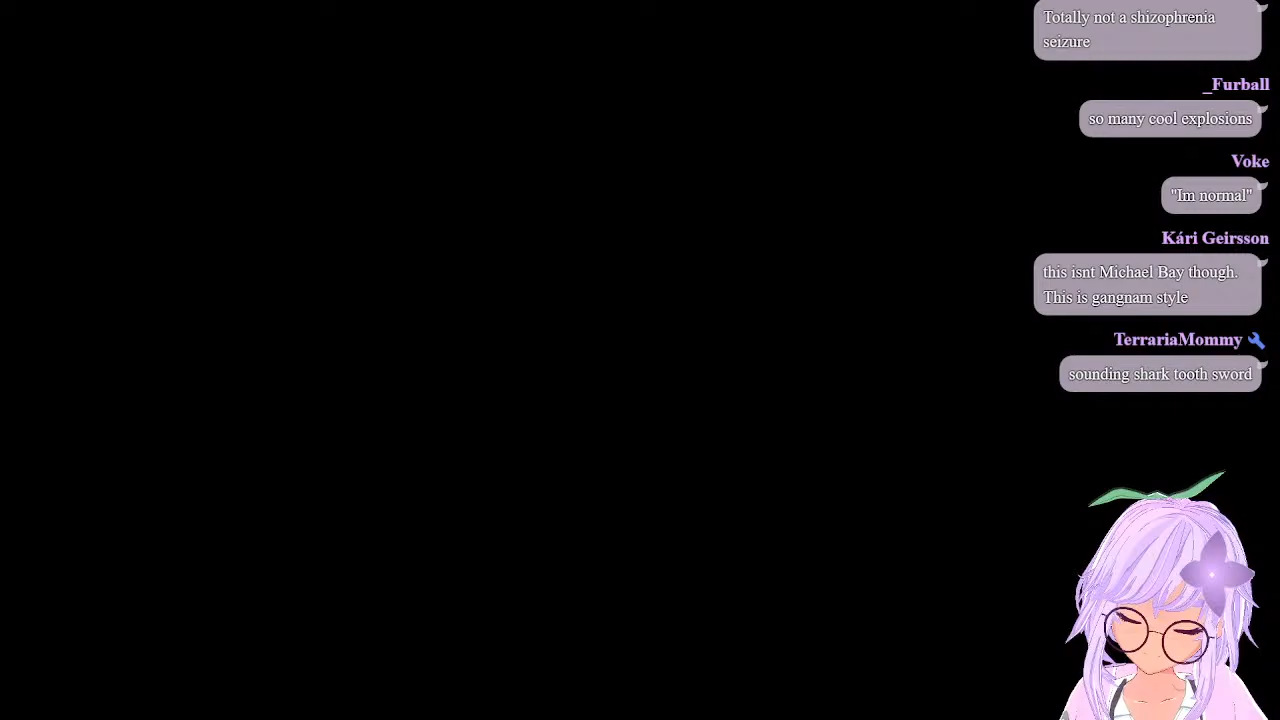 Totally not a shizophrenia
seizure
_Furball
so many cool explosions
Voke
"Im normal"
Kári Geirsson
this isnt Michael Bay though.
This is gangnam style
TerrariaMommy
sounding shark tooth sword